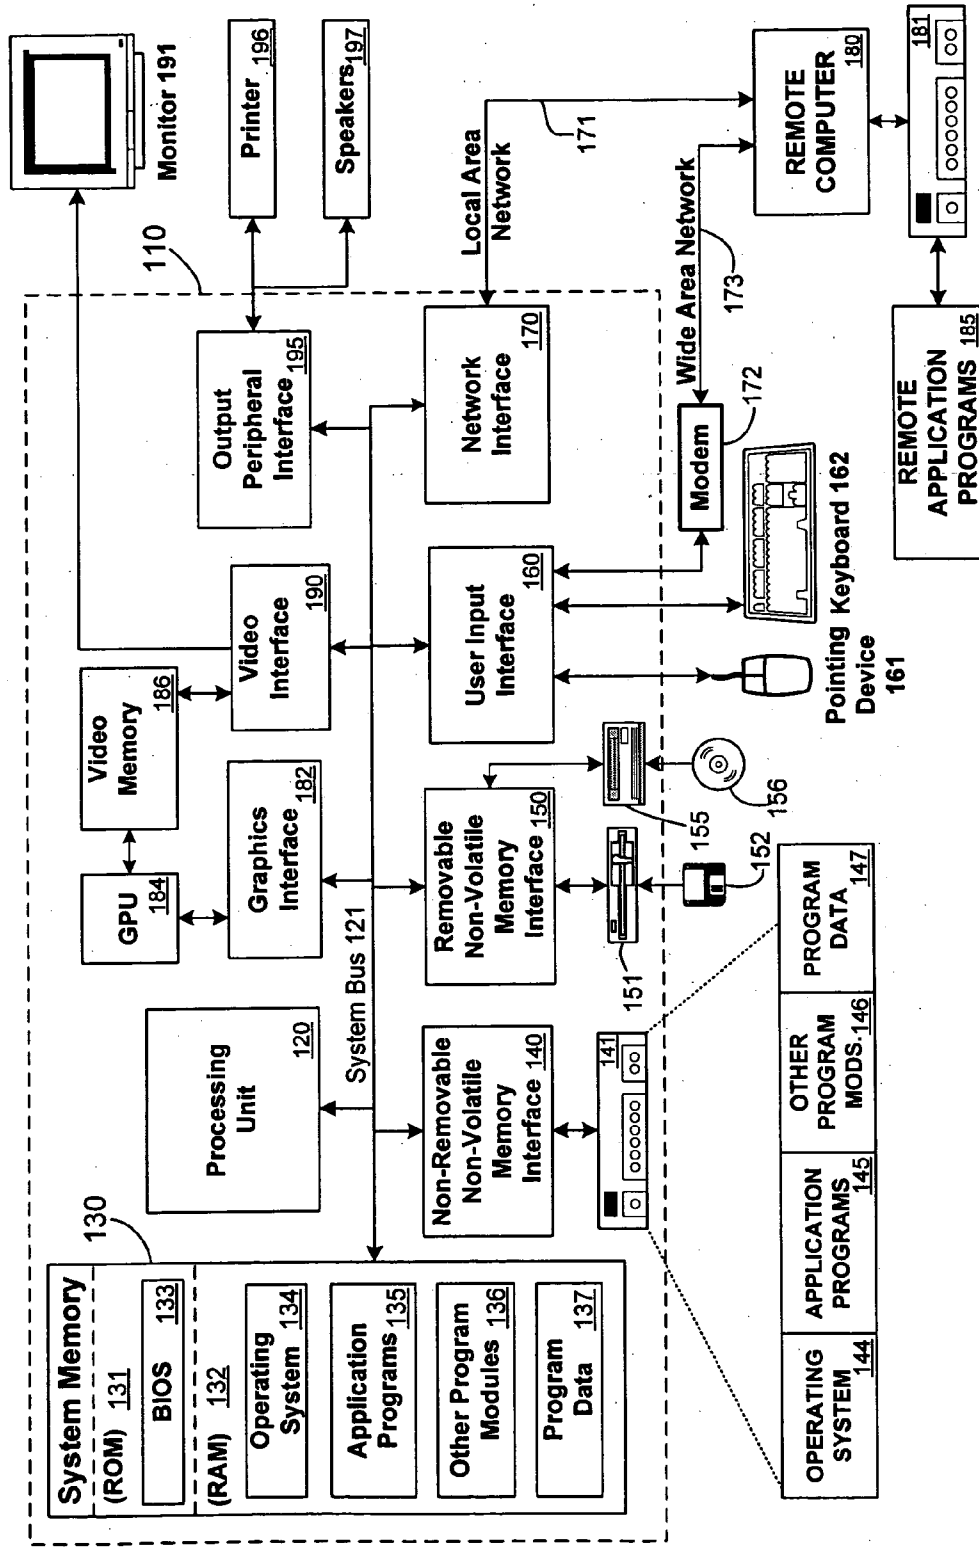 System Memory
(ROM) 131
BIOS 133
(RAM) 132
Operating
System 134
Application
Programs 135
Other Program
Modules 136
Program
Data 137
130
Processing
Unit
120
GPU
184
Video
Memory
186
Graphics
Interface
182
Video
Interface
190
Output
Peripheral
Interface
195
110
Monitor 191
Printer
196
Speakers
197
System Bus 121
Non-Removable
Non-Volatile
Memory
Interface 140
Removable
Non-Volatile
Memory
Interface 150
User Input
Interface
160
Network
Interface
170
Local Area
Network
171
141
151
152
155
156
Modem
172
Wide Area Network
173
REMOTE
COMPUTER
180
181
Pointing
Device
161
Keyboard 162
OPERATING
SYSTEM
144
APPLICATION
PROGRAMS
145
OTHER
PROGRAM
MODS. 146
PROGRAM
DATA
147
REMOTE
APPLICATION
PROGRAMS 185